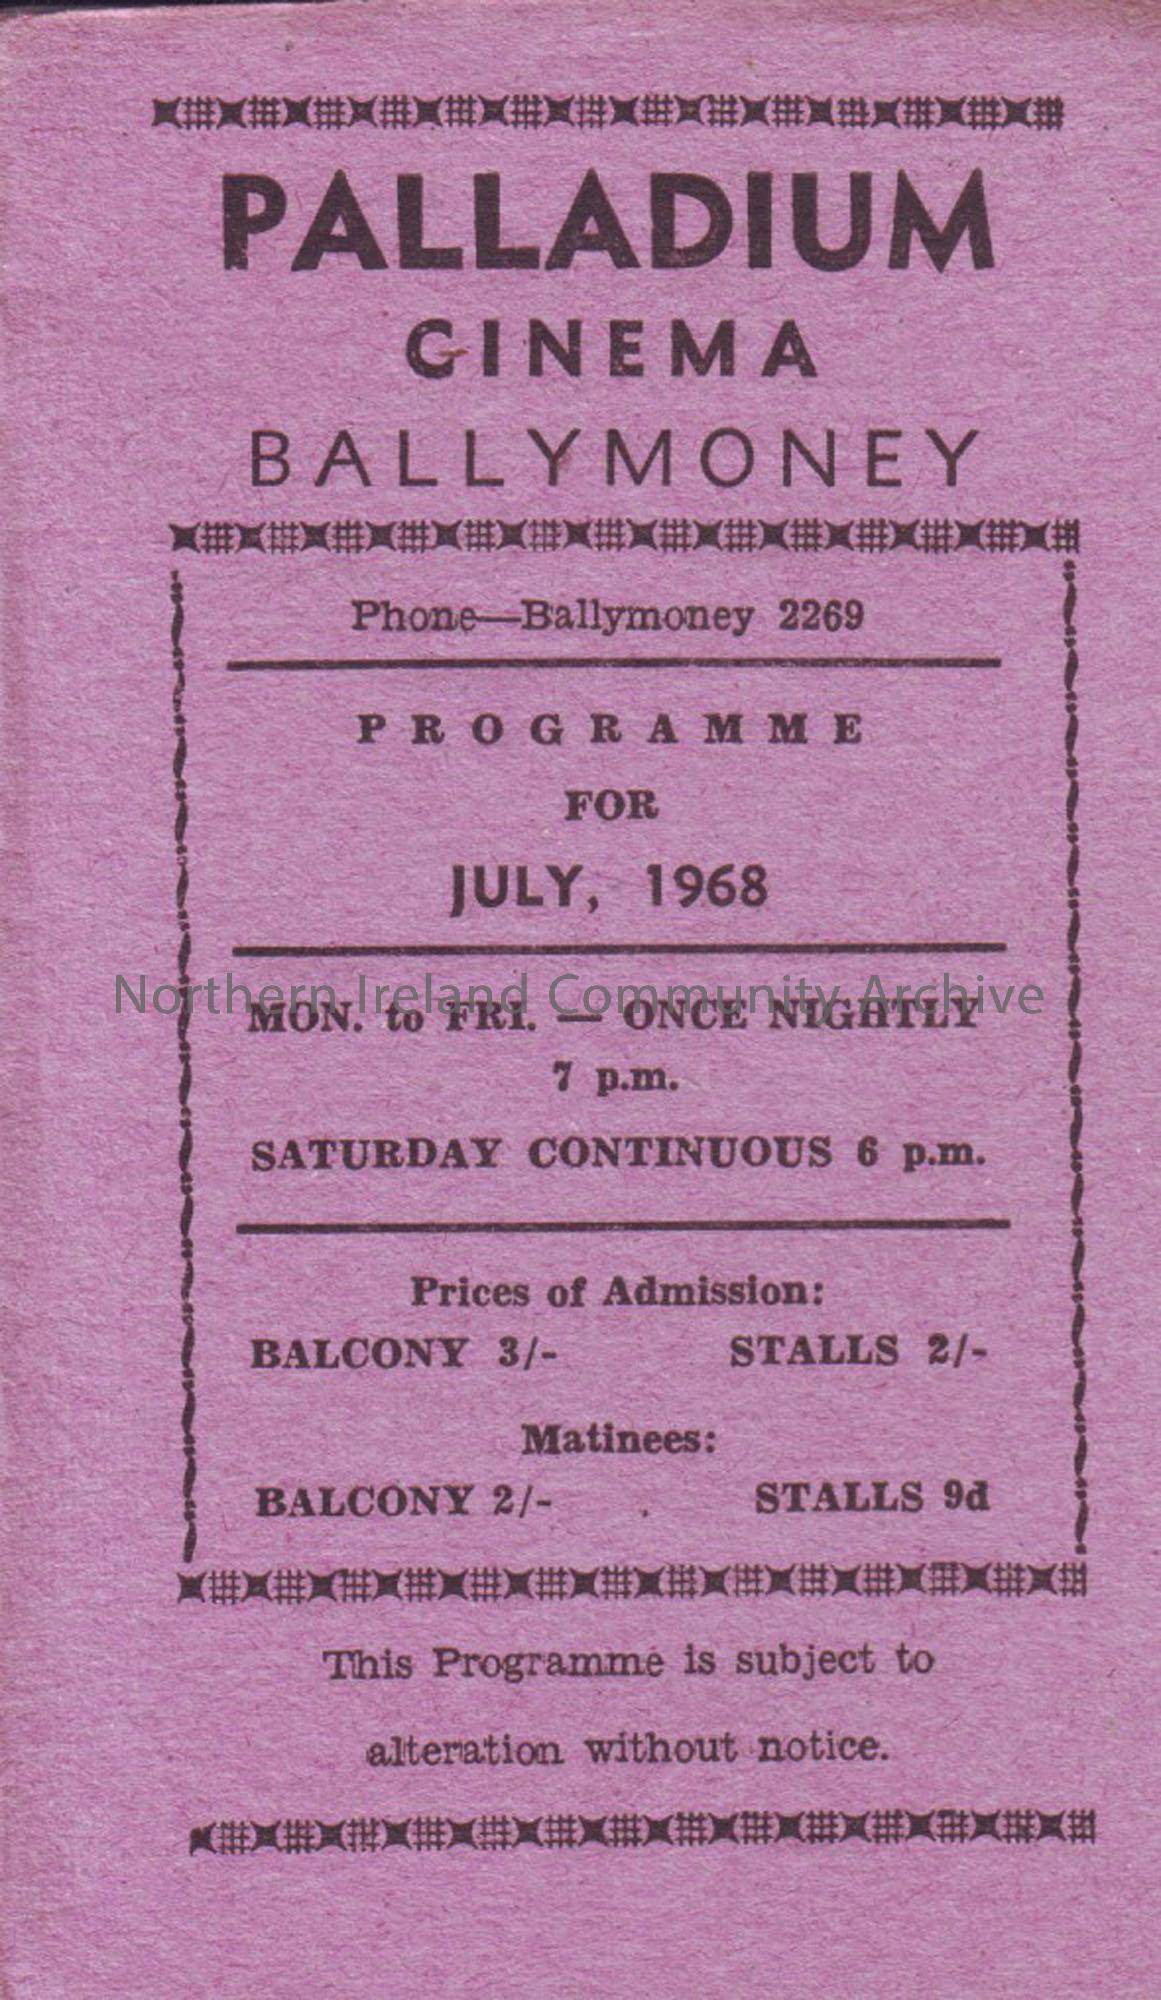 PALLADIUM
CINEMA
BALLYMONEY
Phone—Ballymoney 2269
PROGRAMME
FOR
JULY, 1968
Northern Ireland Community Archive
MON. to FRI. — ONCE NIGHTLY
7 p.m.
SATURDAY CONTINUOUS 6 p.m.
Prices of Admission:
BALCONY 3/- STALLS 2/-
Matinees:
BALCONY 2/- STALLS 9d
This Programme is subject to
alteration without notice.